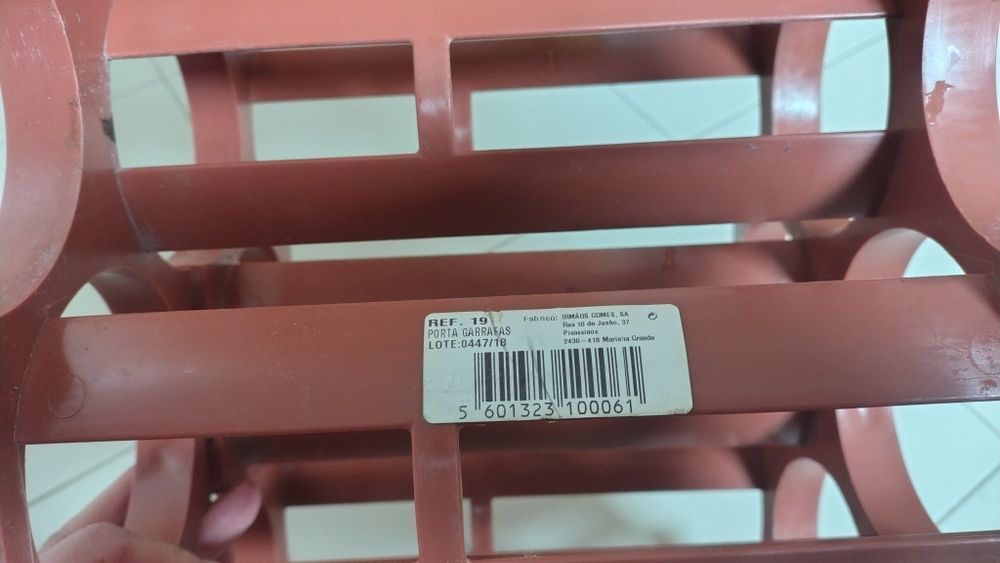 REF. 19
PORTA GARRAFAS
LOTE:0447/18
Fabrico: IRMÃOS GOMES, SA
Rua 10 de Junho, 37
Picassinos
2430 - 418 Marinha Grande
5 601323 100061